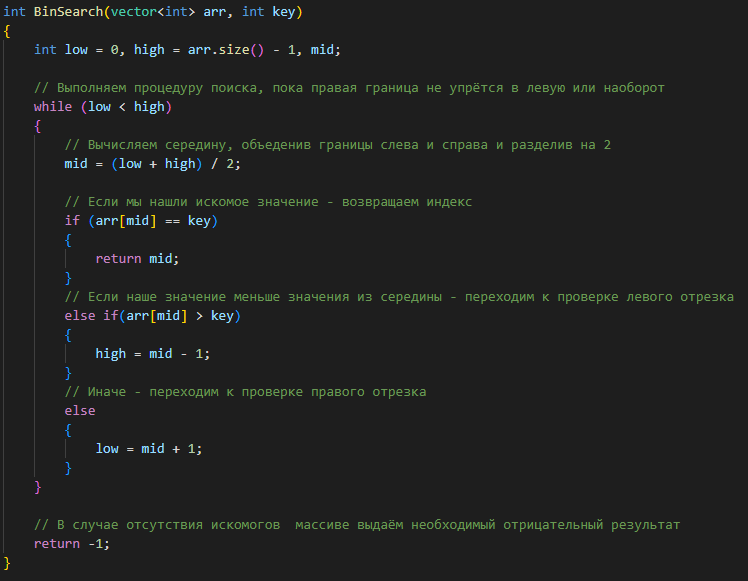 int BinSearch(vector<int> arr, int key)
{
    int low = 0, high = arr.size() - 1, mid;
    // Выполняем процедуру поиска, пока правая граница не упрётся в левую или наоборот
    while (low < high)
    {
        // Вычисляем середину, объеденив границы слева и справа и разделив на 2
        mid = (low + high) / 2;
        // Если мы нашли искомое значение - возвращаем индекс
        if (arr[mid] == key)
        {
            return mid;
        }
        // Если наше значение меньше значения из середины - переходим к проверке левого отрезка
        else if(arr[mid] > key)
        {
            high = mid - 1;
        }
        // Иначе - переходим к проверке правого отрезка
        else
        {
            low = mid + 1;
        }
    }
    // В случае отсутствия искомогов  массиве выдаём необходимый отрицательный результат
    return -1;
}